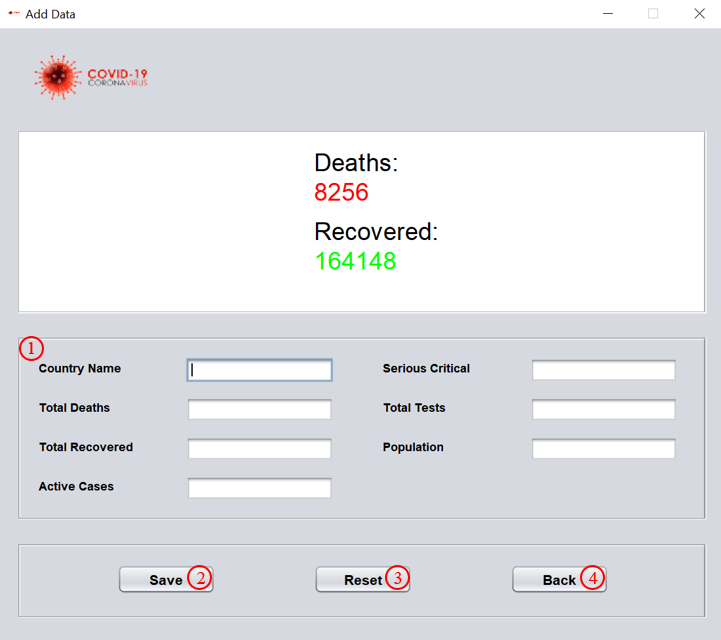 Add Data
COVID-19
CORONAVIRUS
Deaths:
8256
Recovered:
164148
1
Country Name
Serious Critical
Total Deaths
Total Tests
Total Recovered
Population
Active Cases
Save 2
Reset 3
Back 4